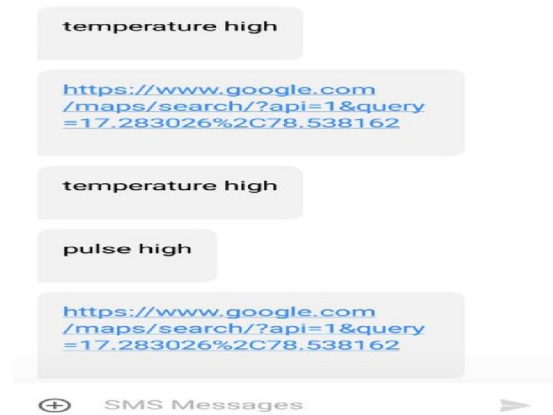 temperature high
https://www.google.com
/maps/search/?api=1&query
=17.283026%2C78.538162
temperature high
pulse high
https://www.google.com
/maps/search/?api=1&query
=17.283026%2C78.538162
SMS Messages